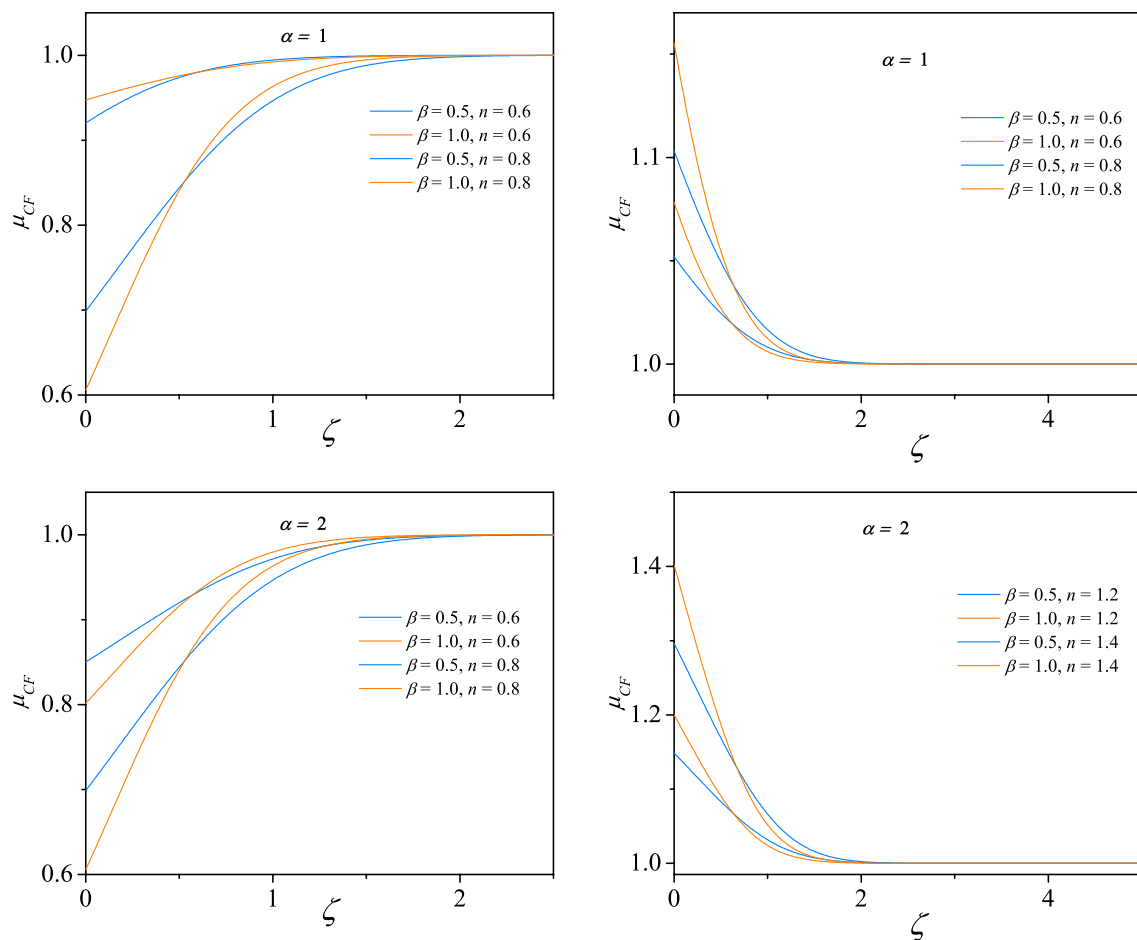 α = 1
1.0
0.8
0.6
μCF
β = 0.5, n = 0.6
β = 1.0, n = 0.6
β = 0.5, n = 0.8
β = 1.0, n = 0.8
0 1 2
ζ
α = 1
1.1
1.0
μCF
β = 0.5, n = 0.6
β = 1.0, n = 0.6
β = 0.5, n = 0.8
β = 1.0, n = 0.8
0 2 4
ζ
α = 2
1.0
0.8
0.6
μCF
β = 0.5, n = 0.6
β = 1.0, n = 0.6
β = 0.5, n = 0.8
β = 1.0, n = 0.8
0 1 2
ζ
α = 2
1.4
1.2
1.0
μCF
β = 0.5, n = 1.2
β = 1.0, n = 1.2
β = 0.5, n = 1.4
β = 1.0, n = 1.4
0 2 4
ζ